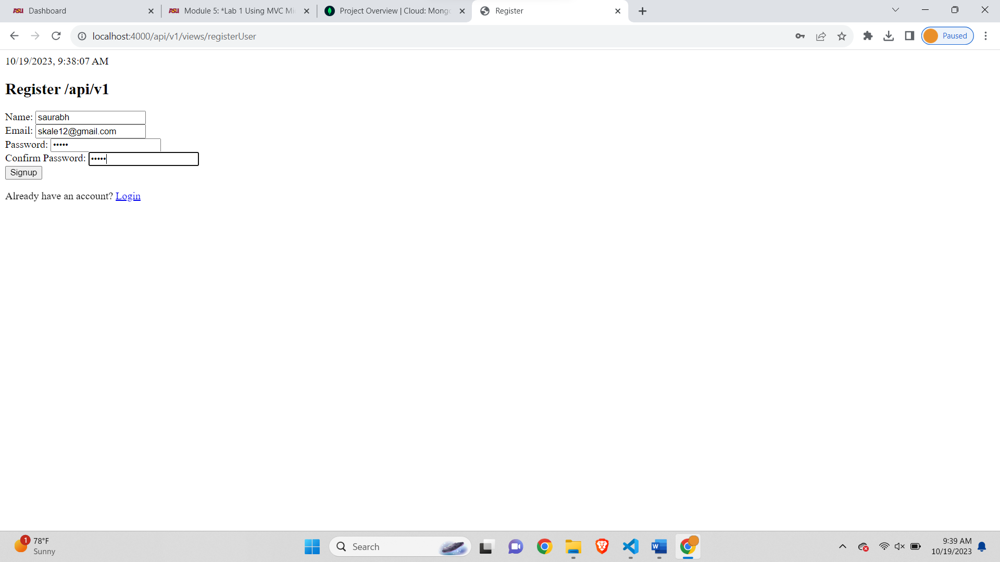 ASU Dashboard
ASU Module 5: *Lab 1 Using MVC Mi
Project Overview | Cloud: Mongo
Register
localhost:4000/api/v1/views/registerUser
Paused
10/19/2023, 9:38:07 AM
Register /api/v1
Name: saurabh
Email: skale12@gmail.com
Password: •••••
Confirm Password: •••••
Signup
Already have an account? Login
1
78°F
Sunny
Search
W
9:39 AM
10/19/2023